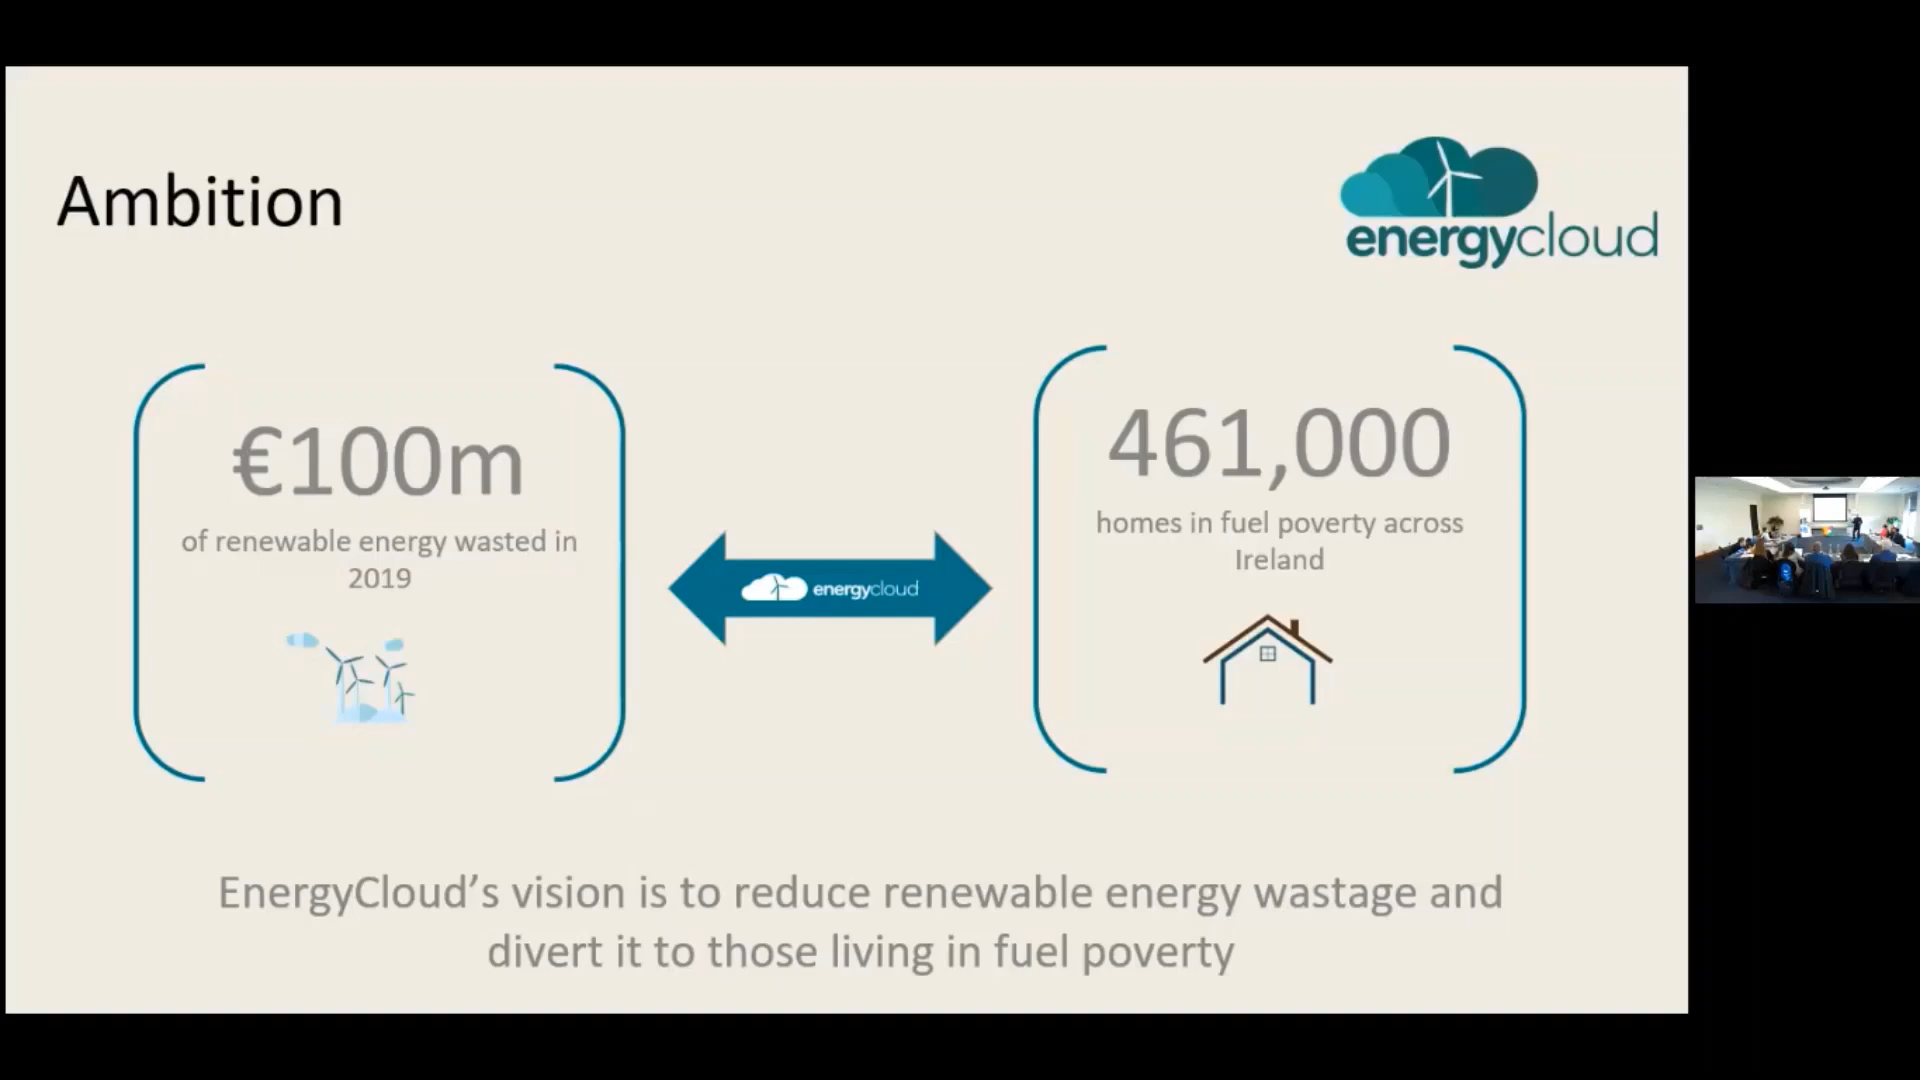 Ambition
energycloud
€100m
of renewable energy wasted in
2019
energycloud
461,000
homes in fuel poverty across
Ireland
EnergyCloud’s vision is to reduce renewable energy wastage and
divert it to those living in fuel poverty